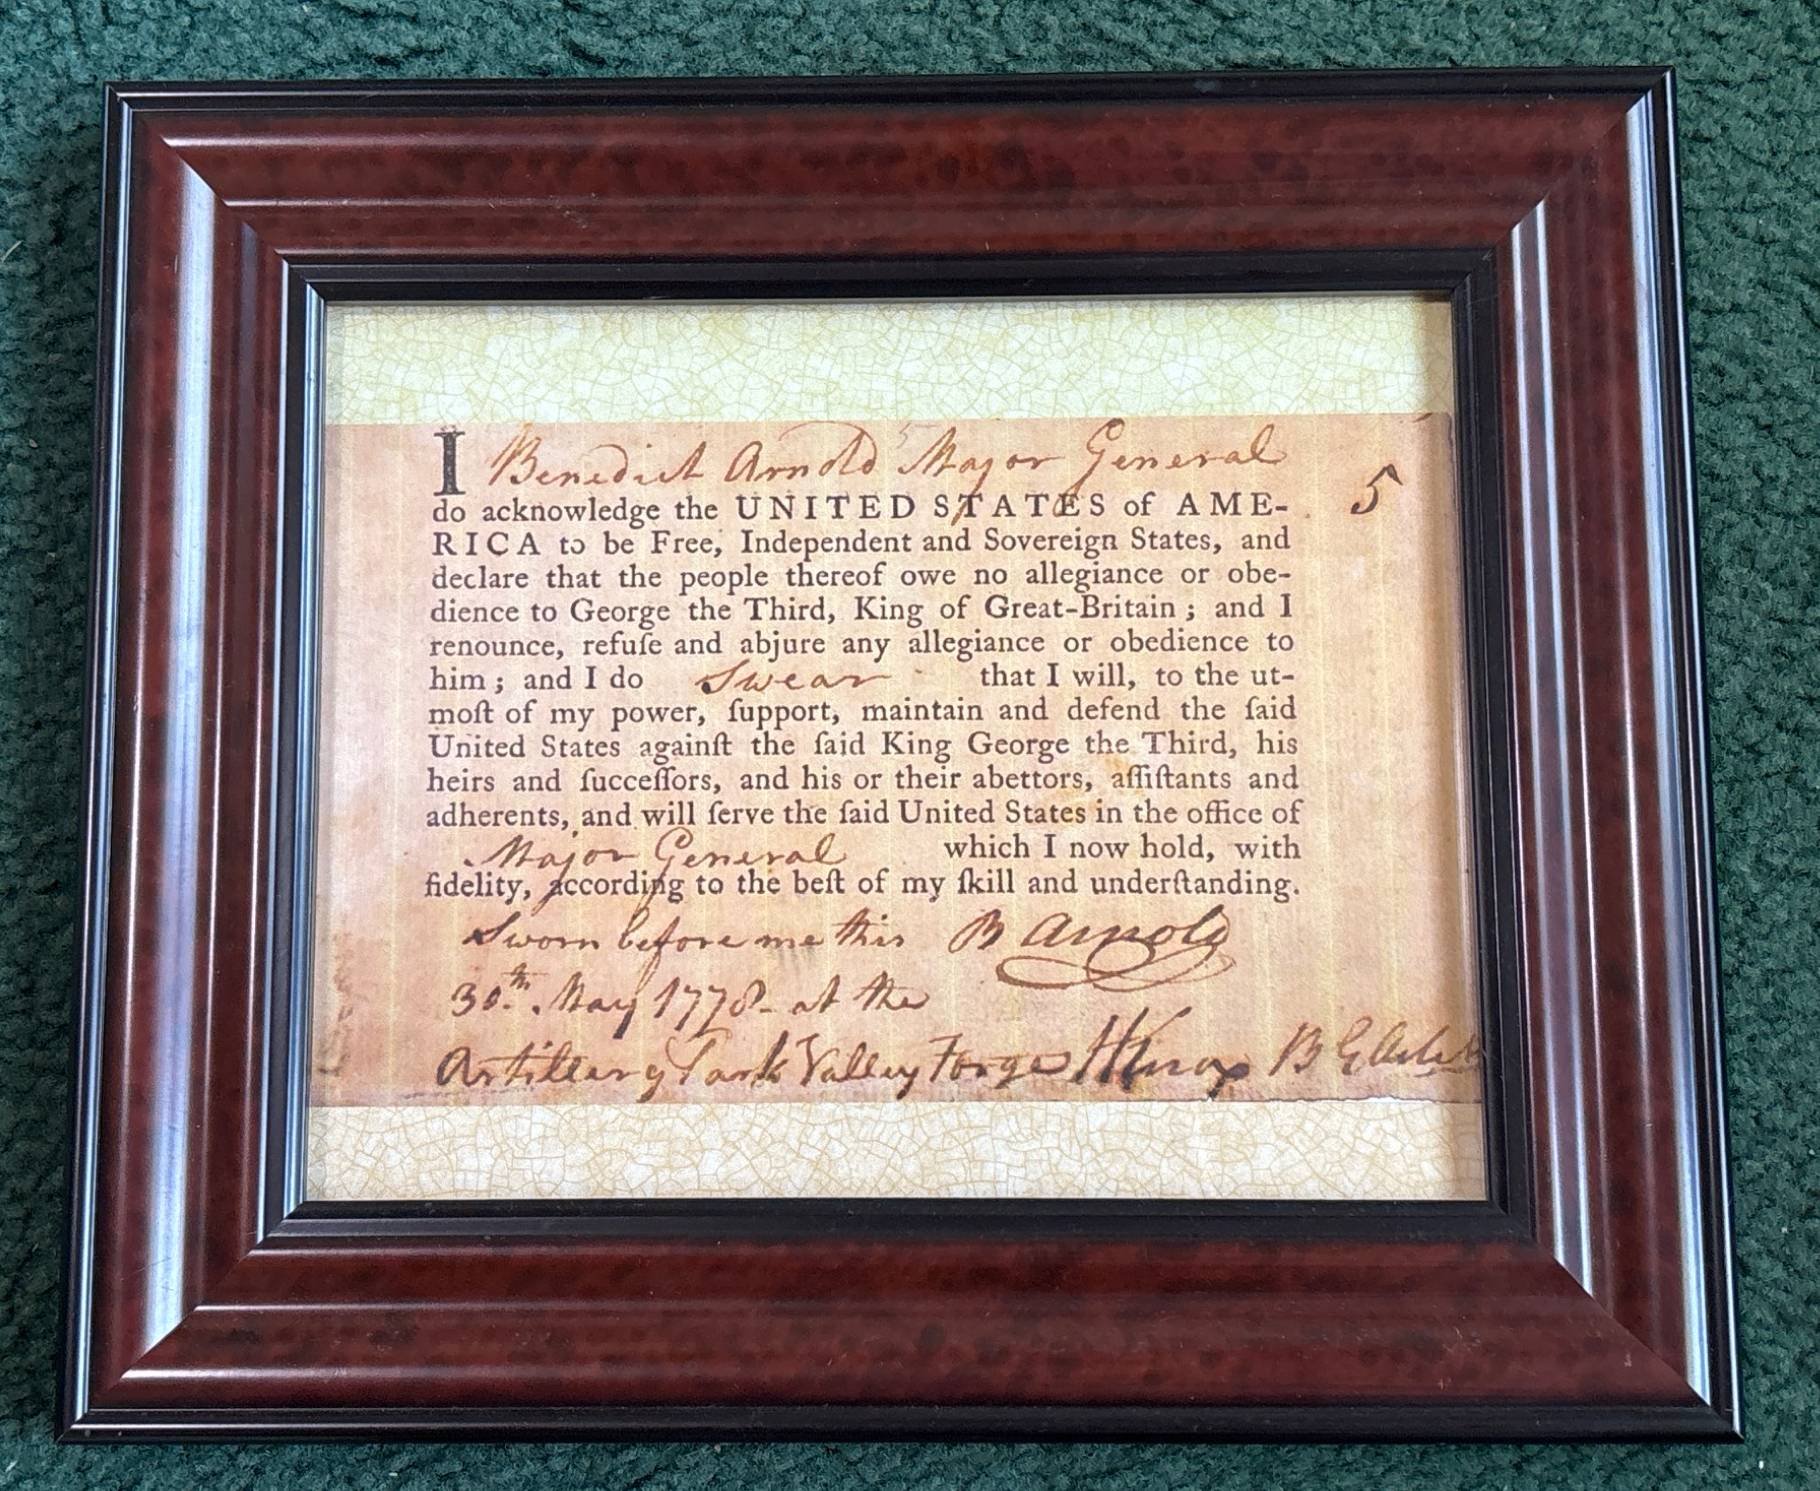 I Benedict Arnold Major General
do acknowledge the UNITED STATES of AME-
RICA to be Free, Independent and Sovereign States, and
declare that the people thereof owe no allegiance or obe-
dience to George the Third, King of Great-Britain; and I
renounce, refuſe and abjure any allegiance or obedience to
him; and I do swear that I will, to the ut-
moſt of my power, ſupport, maintain and defend the ſaid
United States againſt the ſaid King George the Third, his
heirs and ſucceſſors, and his or their abettors, aſſiſtants and
adherents, and will ſerve the ſaid United States in the office of
Major General which I now hold, with
fidelity, according to the beſt of my ſkill and underſtanding.
Sworn before me this B Arnold
30th. May 1778 - at the
Artillery Park Valley Forge HKnox B G
5